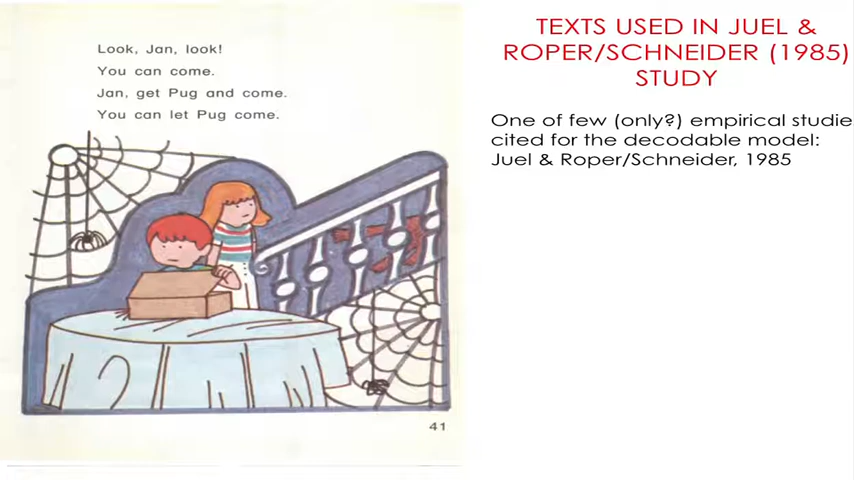 Look, Jan, look!
You can come.
Jan, get Pug and come.
You can let Pug come.
41
TEXTS USED IN JUEL &
ROPER/SCHNEIDER (1985)
STUDY
One of few (only?) empirical studie
cited for the decodable model:
Juel & Roper/Schneider, 1985